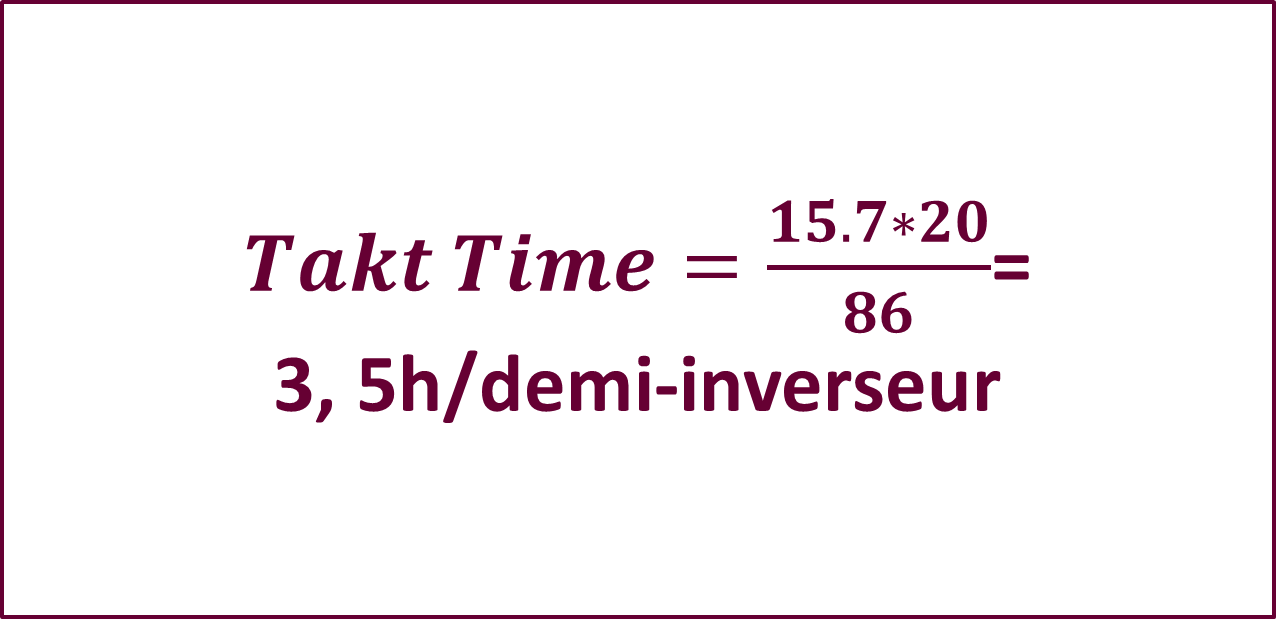 Takt Time = 15.7*20/86=
3, 5h/demi-inverseur